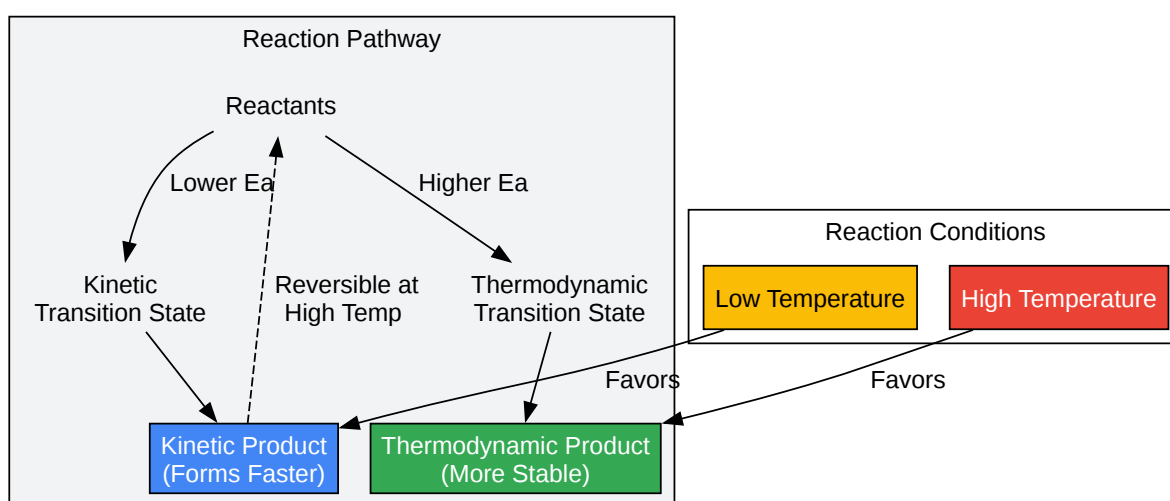 Reaction Pathway
Reactants
Lower Ea
Higher Ea
Kinetic
Transition State
Reversible at
High Temp
Thermodynamic
Transition State
Kinetic Product
(Forms Faster)
Thermodynamic Product
(More Stable)
Reaction Conditions
Low Temperature
High Temperature
Favors
Favors